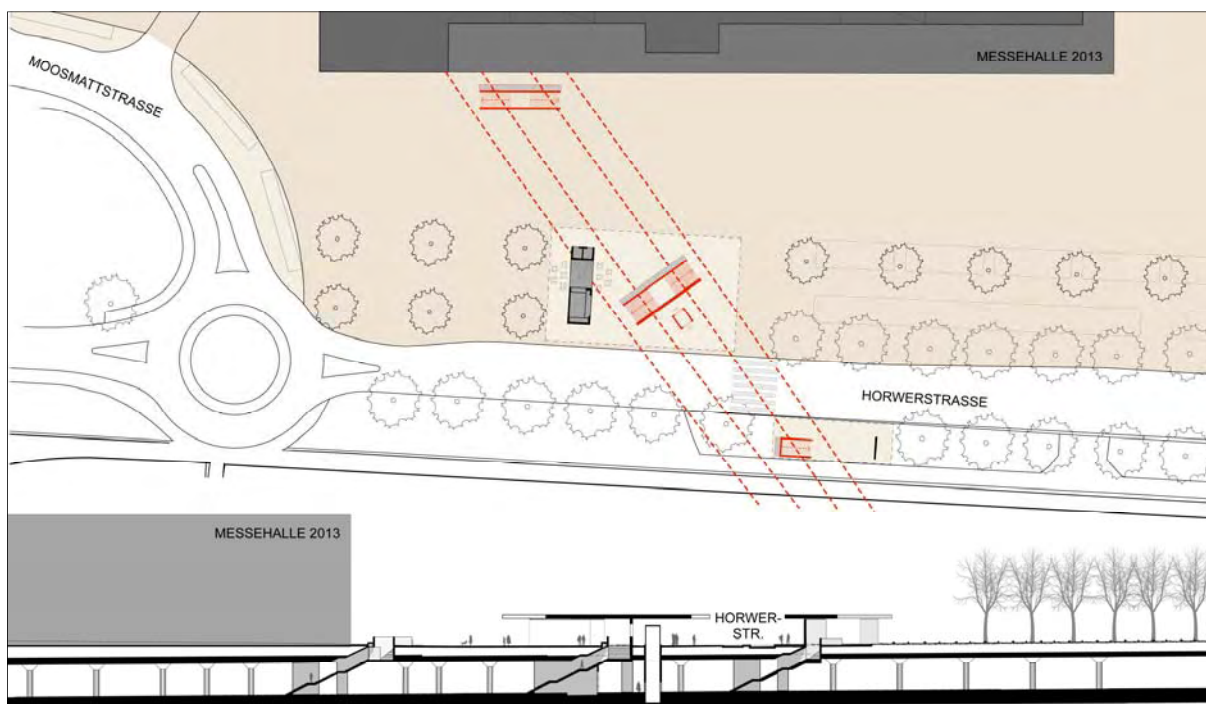 MESSEHALLE 2013
MOOSMATTSTRASSE
HORWERSTRASSE
MESSEHALLE 2013
HORWER-
STR.